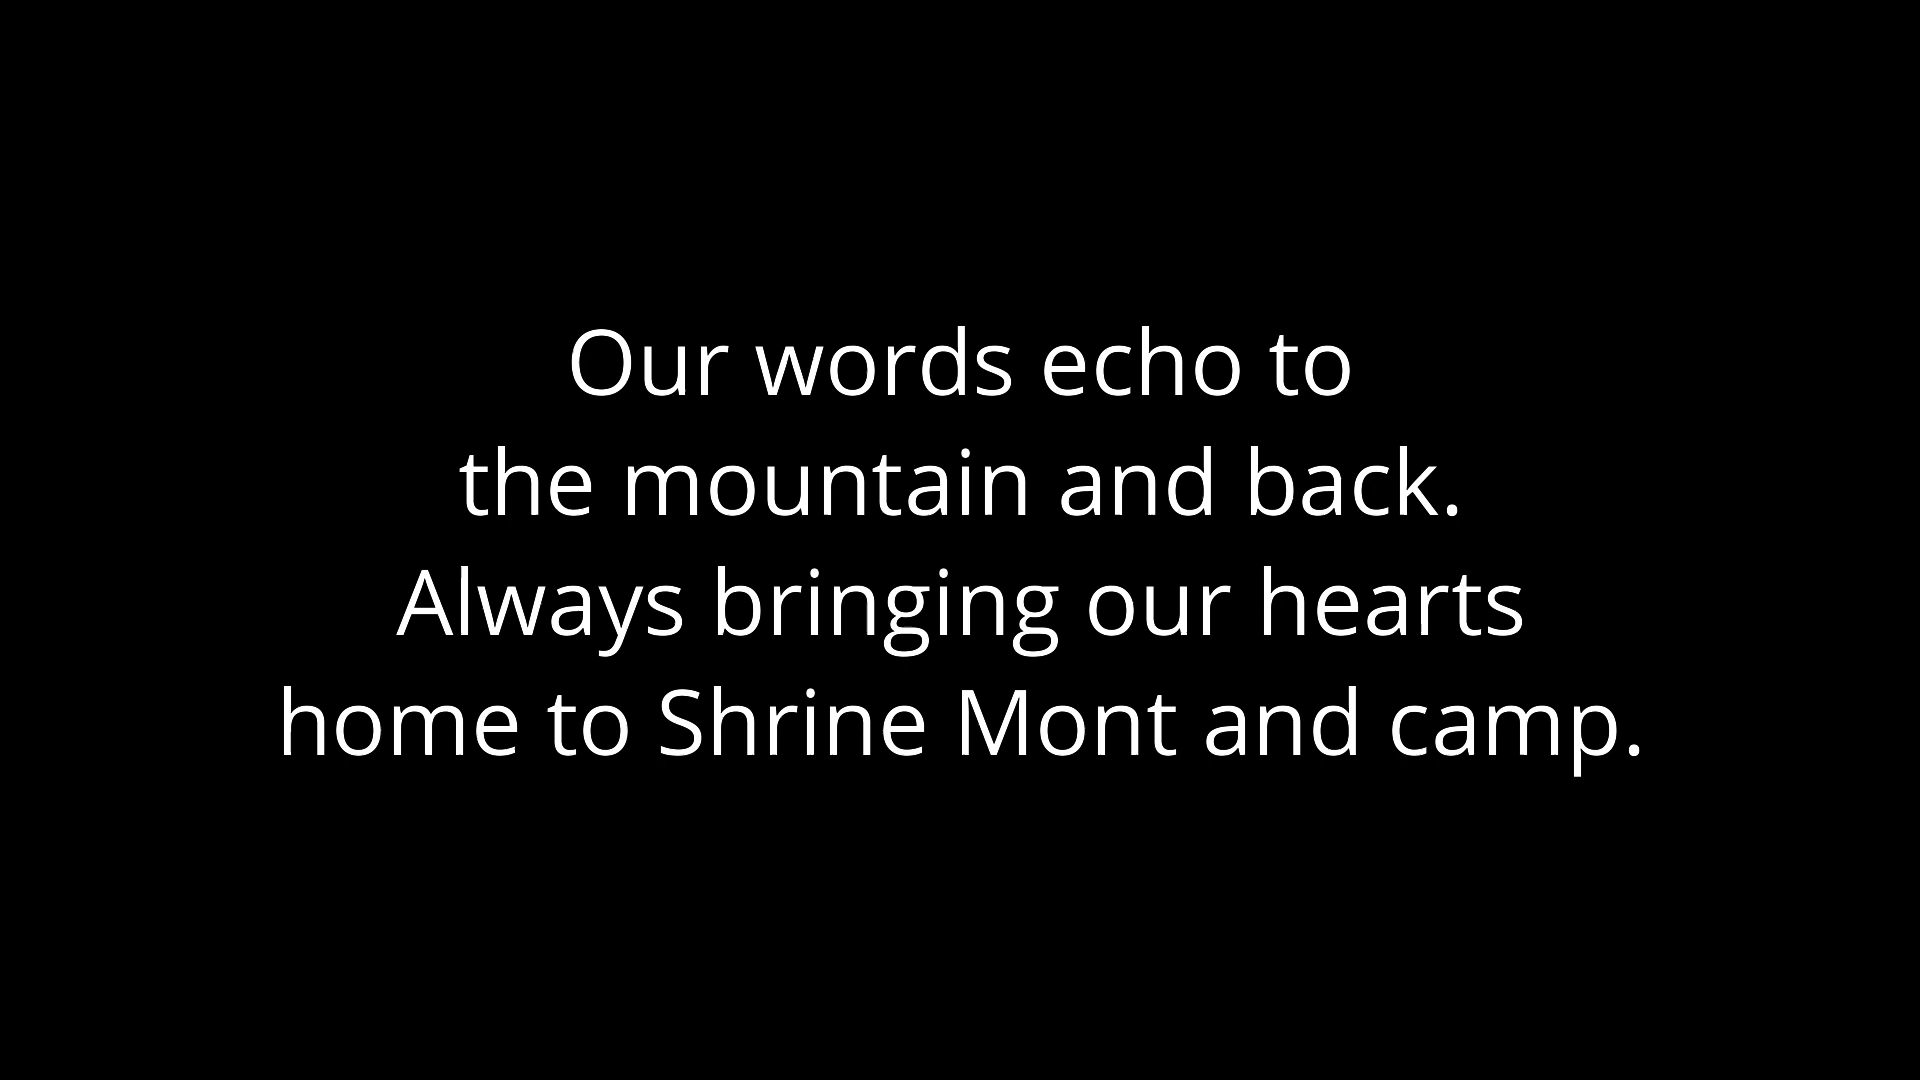 Our words echo to
the mountain and back.
Always bringing our hearts
home to Shrine Mont and camp.